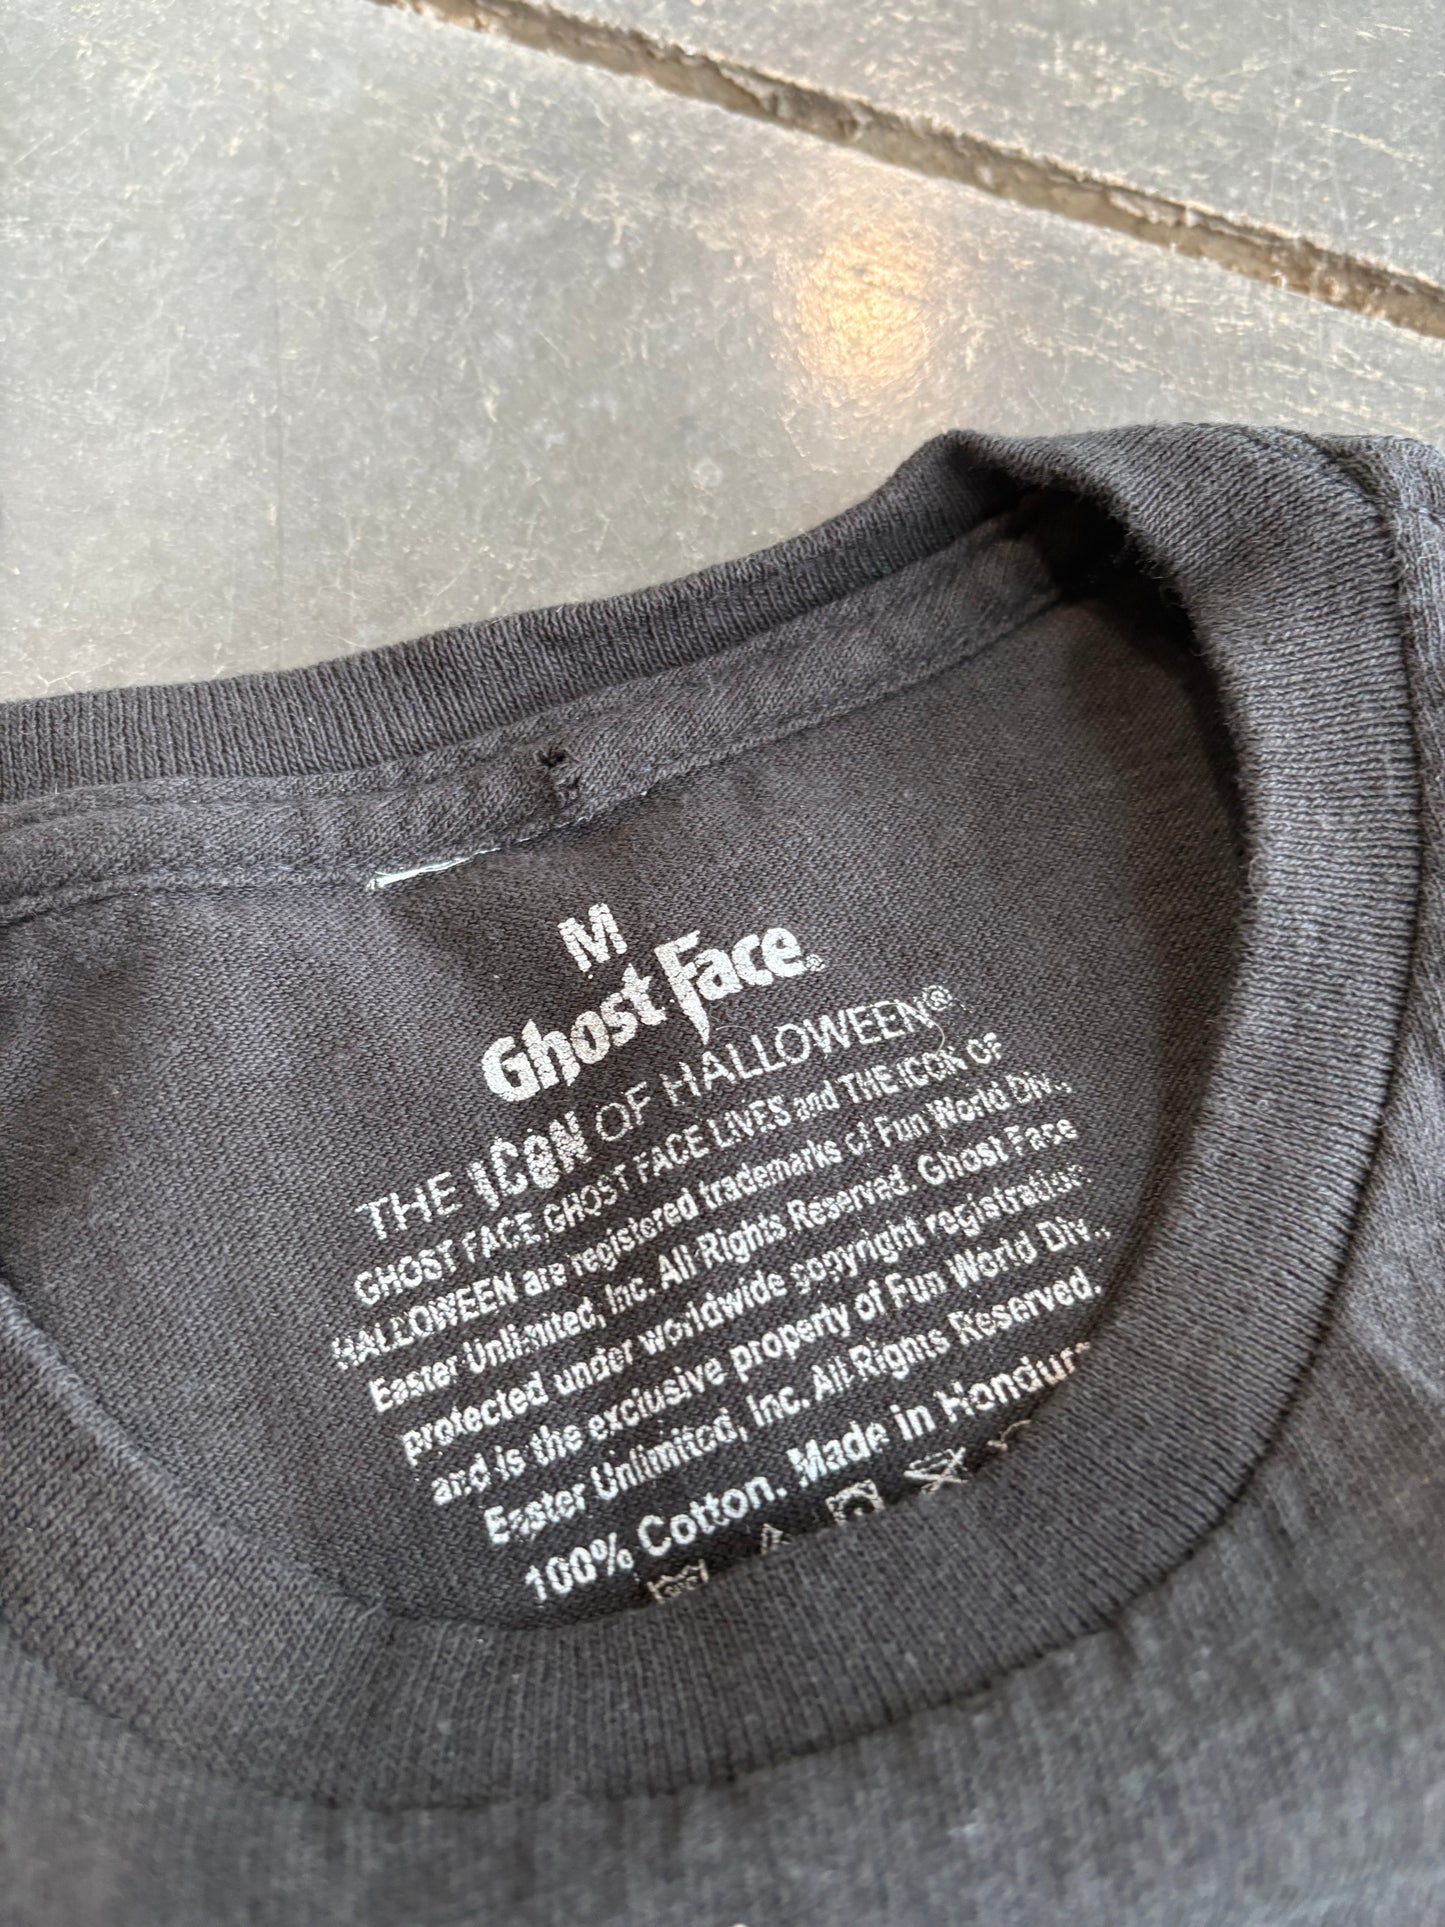 M
Ghost Face®
THE ICON OF HALLOWEEN®
GHOST FACE, GHOST FACE LIVES and THE ICON OF
HALLOWEEN are registered trademarks of Fun World Div.,
Easter Unlimited, Inc. All Rights Reserved. Ghost Face
protected under worldwide copyright registration
and is the exclusive property of Fun World Div.,
Easter Unlimited, Inc. All Rights Reserved.
100% Cotton. Made in Hondur